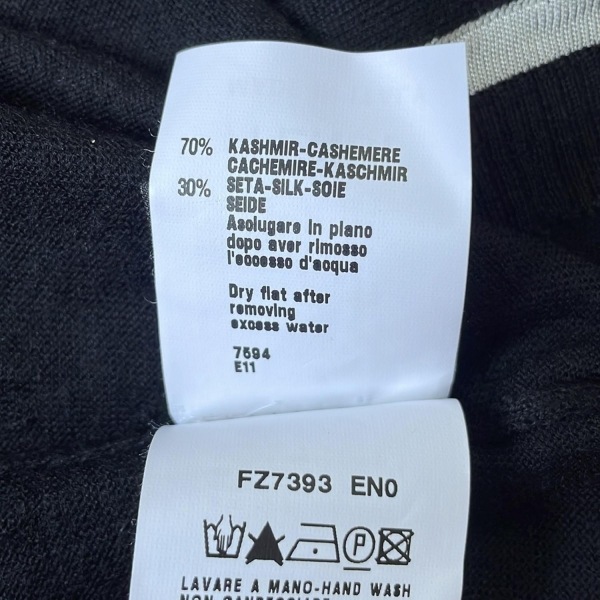 70% KASHMIR-CASHEMERE
CACHEMIRE-KASCHMIR
30% SETA-SILK-SOIE
SEIDE
Asciugare in piano
dopo aver rimosso
l'eccesso d'acqua
Dry flat after
removing
excess water
7594
E11
FZ7393 EN0
P
LAVARE A MANO-HAND WASH